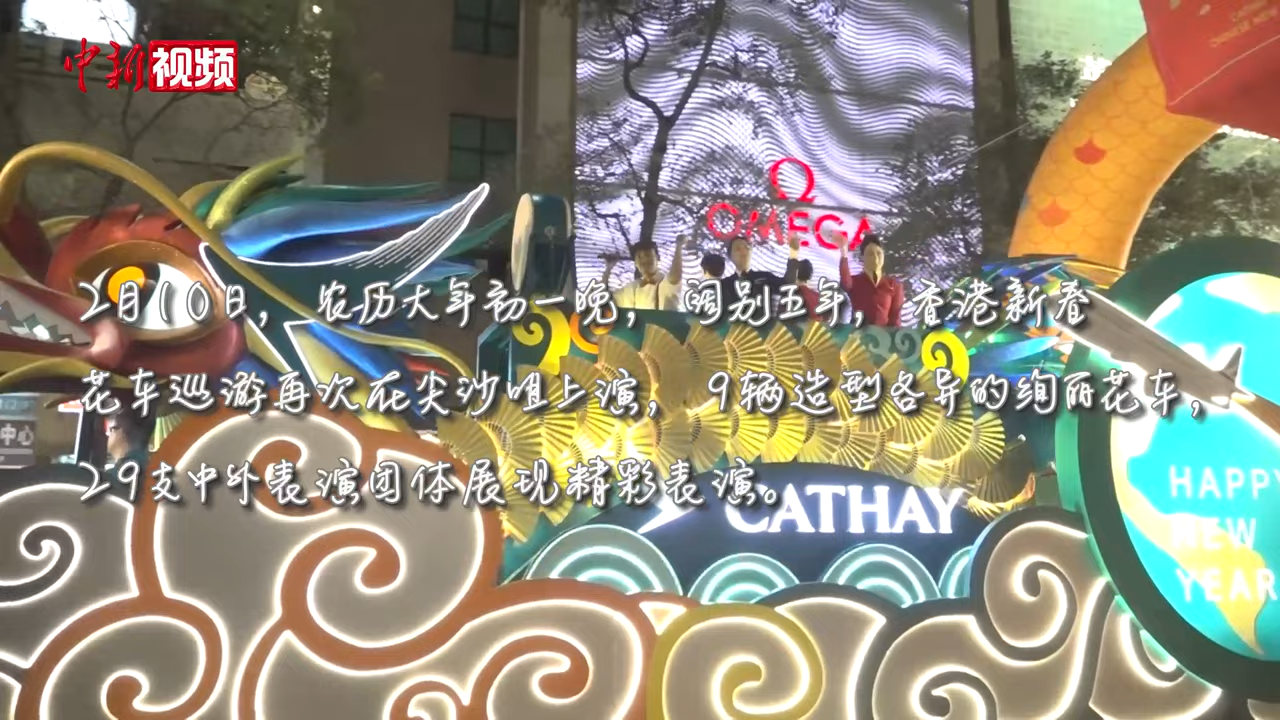 中新视频
CHINESE NEW
Ω
OMEGA
2月10日， 农历大年初一晚， 阔别五年， 香港新春
花车巡游再次在尖沙咀上演， 9辆造型各异的绚丽花车，
29支中外表演团体展现精彩表演。
中心
CATHAY
HAPPY
NEW
YEAR